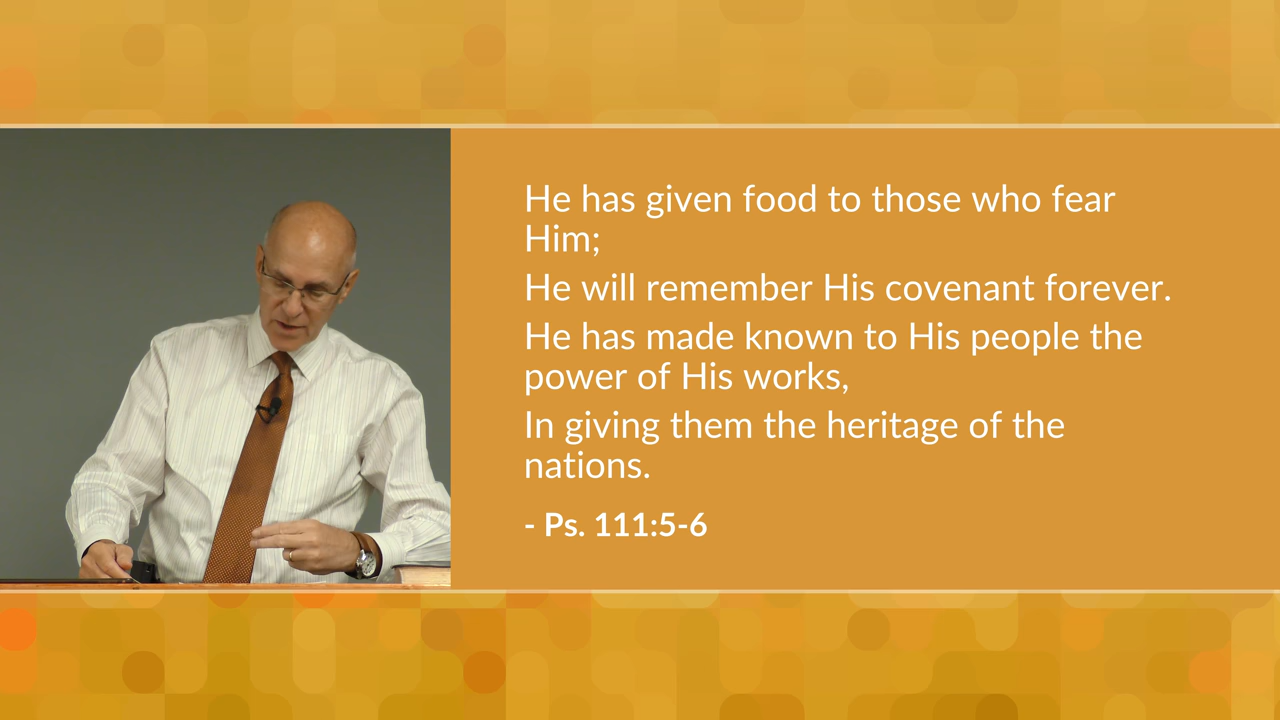 He has given food to those who fear
Him;
He will remember His covenant forever.
He has made known to His people the
power of His works,
In giving them the heritage of the
nations.
- Ps. 111:5-6